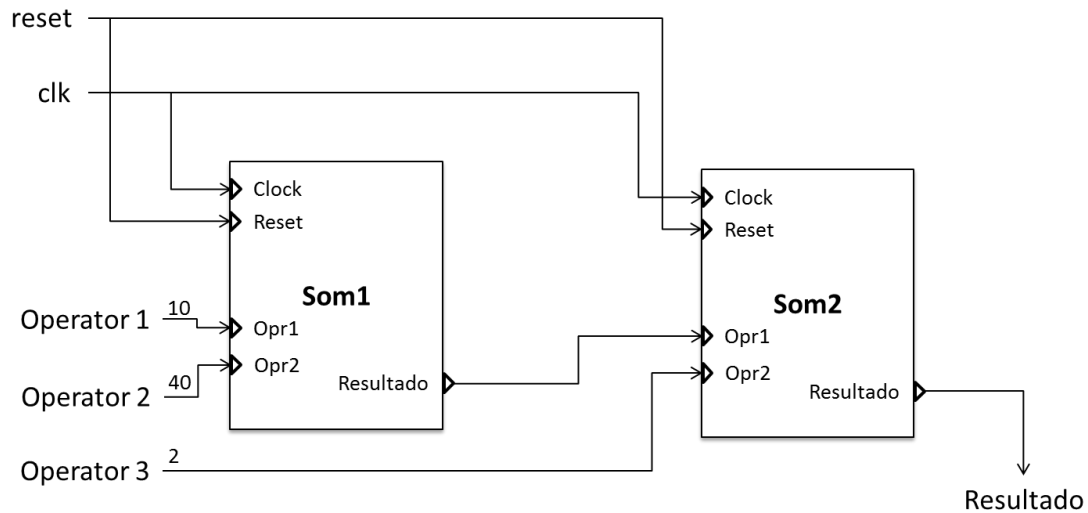 reset
clk
Clock
Reset
Som1
Opr1
Opr2
Resultado
Clock
Reset
Som2
Opr1
Opr2
Resultado
Operator 1 10
Operator 2 40
Operator 3 2
Resultado